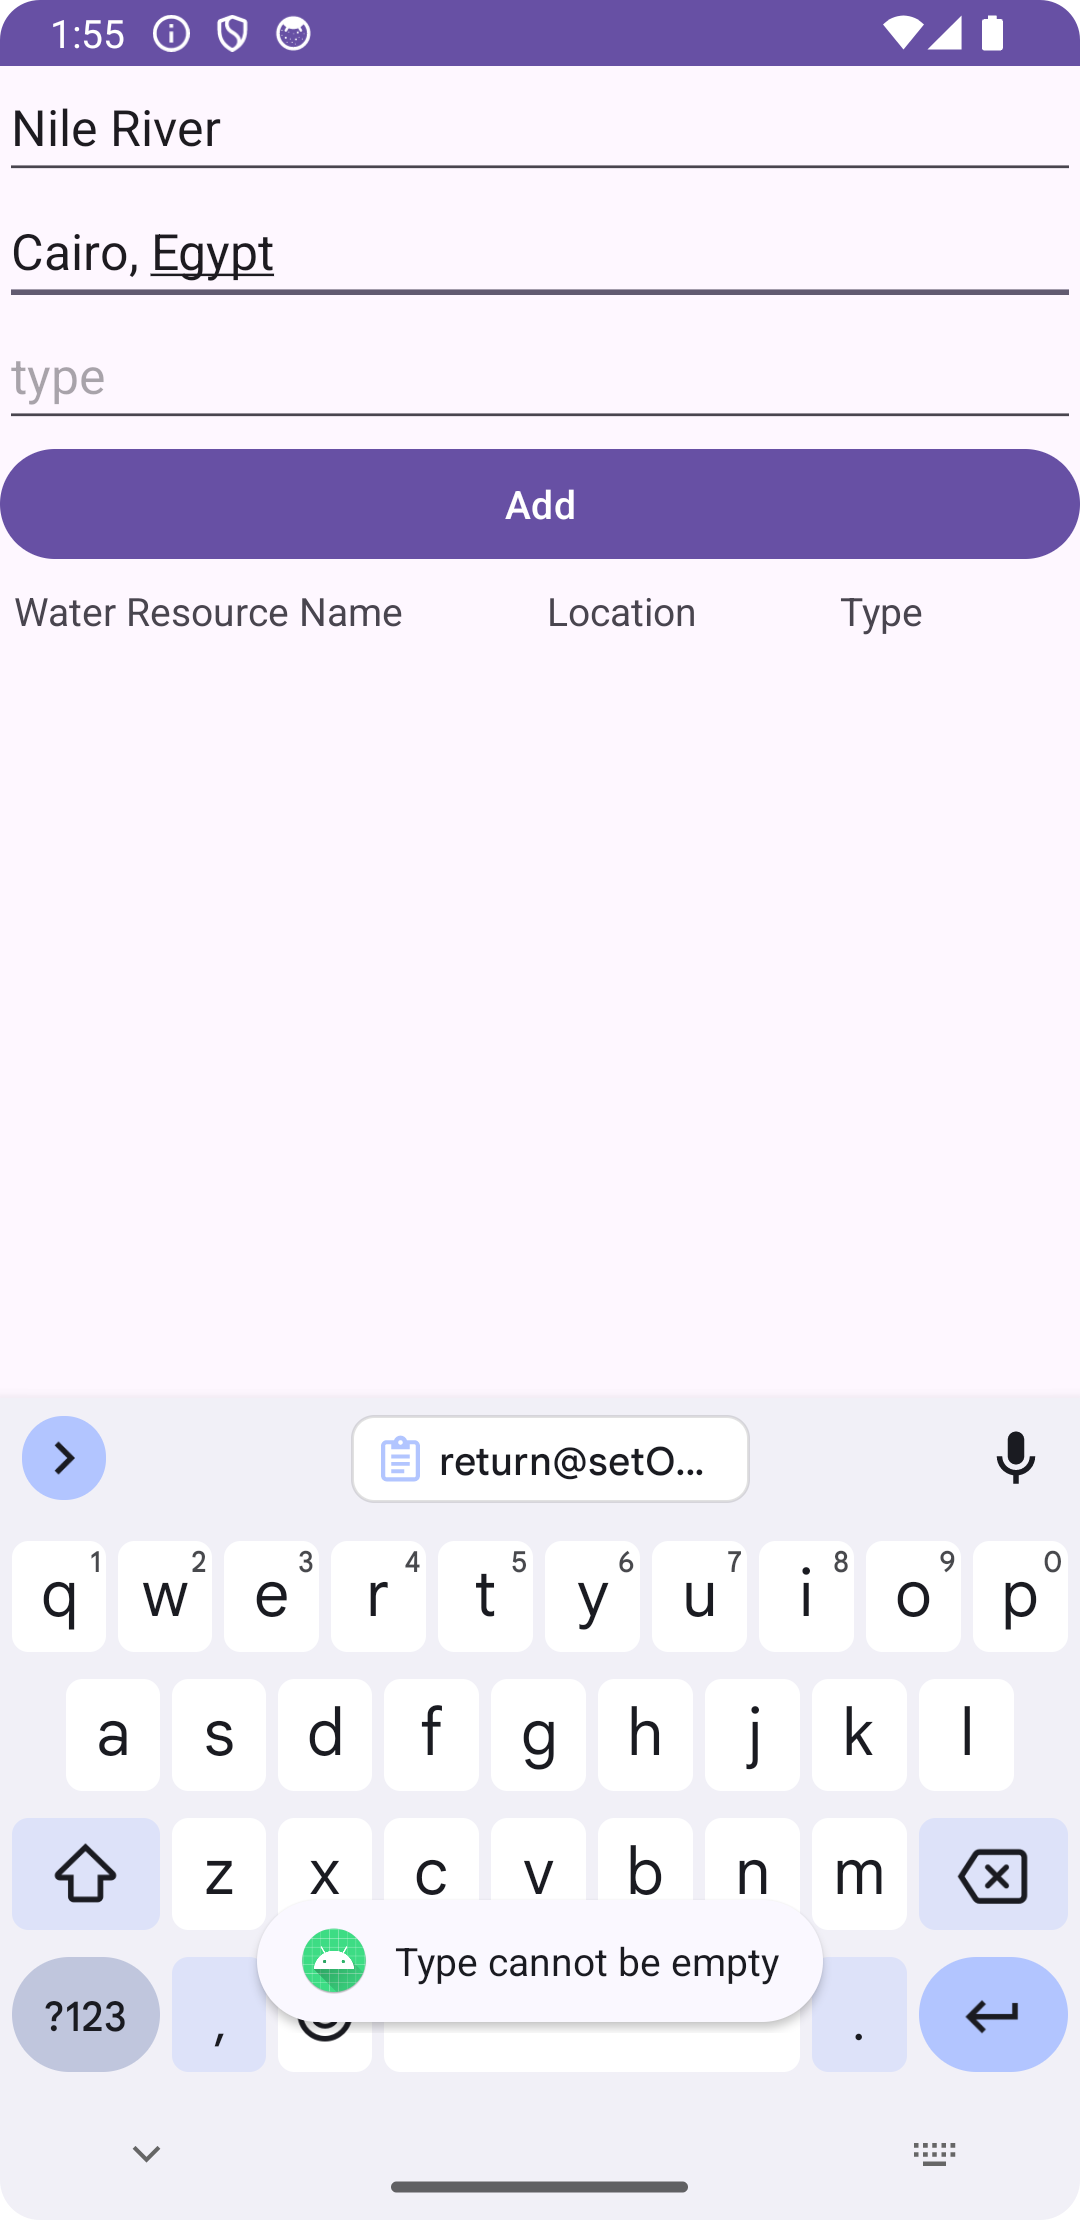 1:55
Nile River
Cairo, Egypt
type
Add
Water Resource Name Location Type
return@setO...
q 1 w 2 e 3 r 4 t 5 y 6 u 7 i 8 o 9 p 0
a s d f g h j k l
z x c v b n m
Type cannot be empty
?123 , .